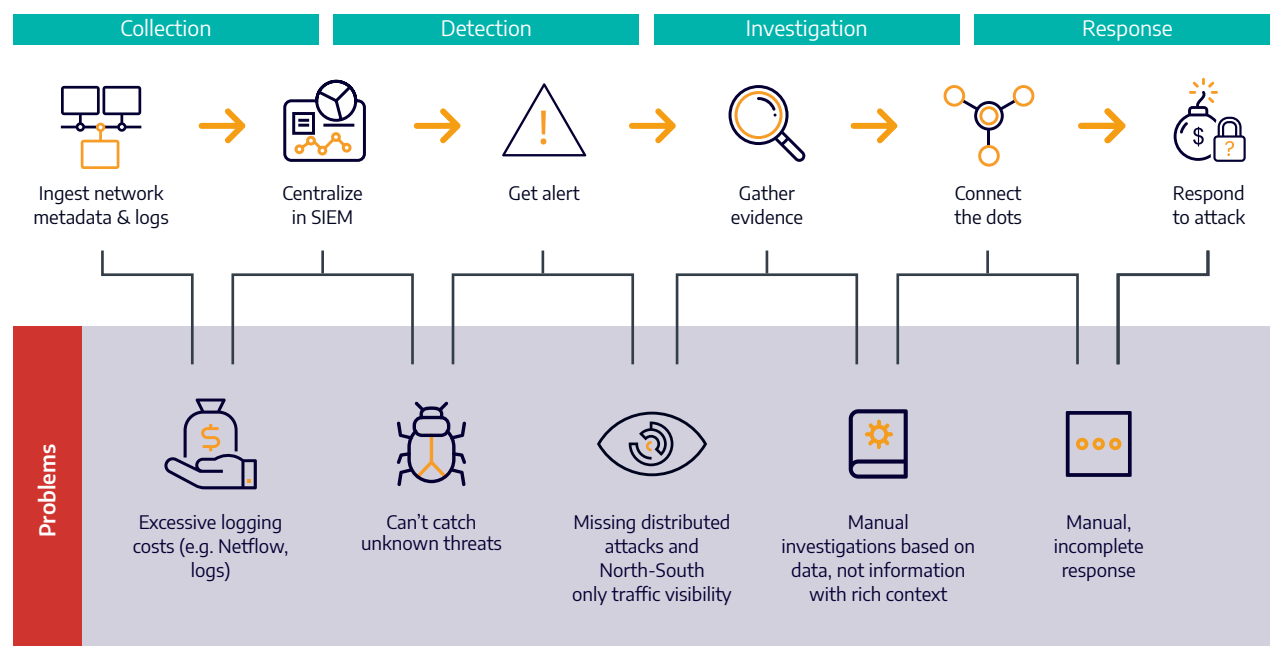 Collection
Detection
Investigation
Response
Ingest network
metadata & logs
Centralize
in SIEM
Get alert
Gather
evidence
Connect
the dots
$
?
Respond
to attack
Problems
$
Excessive logging
costs (e.g. Netflow,
logs)
Can't catch
unknown threats
Missing distributed
attacks and
North-South
only traffic visibility
Manual
investigations based on
data, not information
with rich context
Manual,
incomplete
response